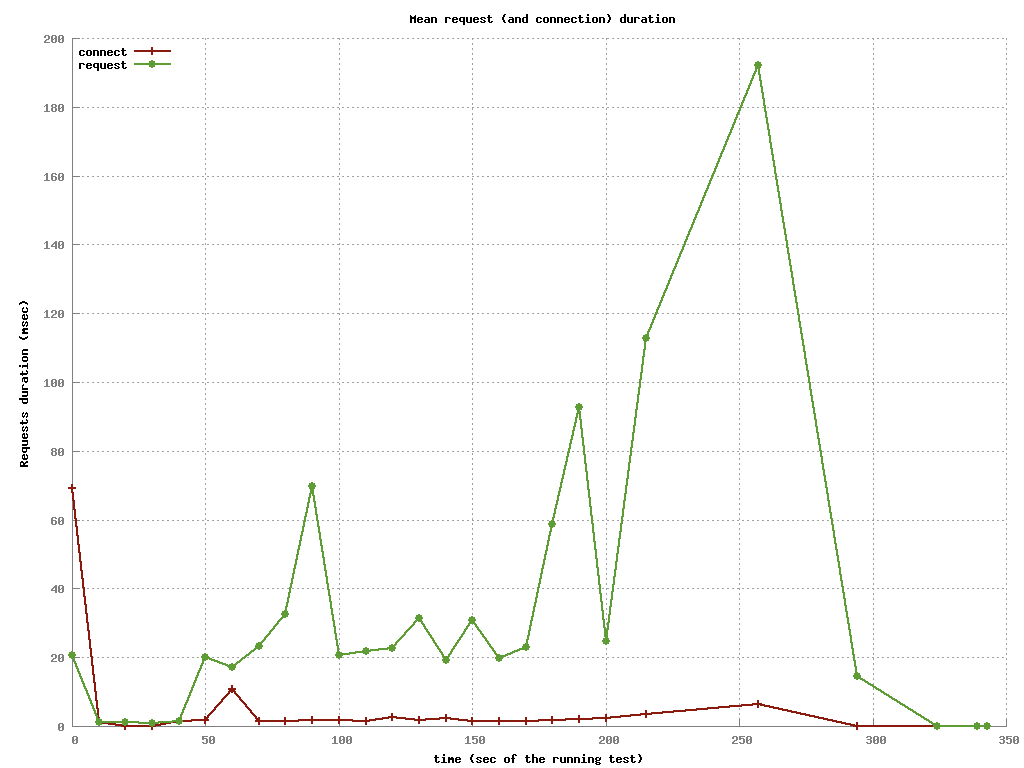 Mean request (and connection) duration
connect
request
200
180
160
140
120
100
80
60
40
20
0
Requests duration (msec)
0 50 100 150 200 250 300 350
time (sec of the running test)